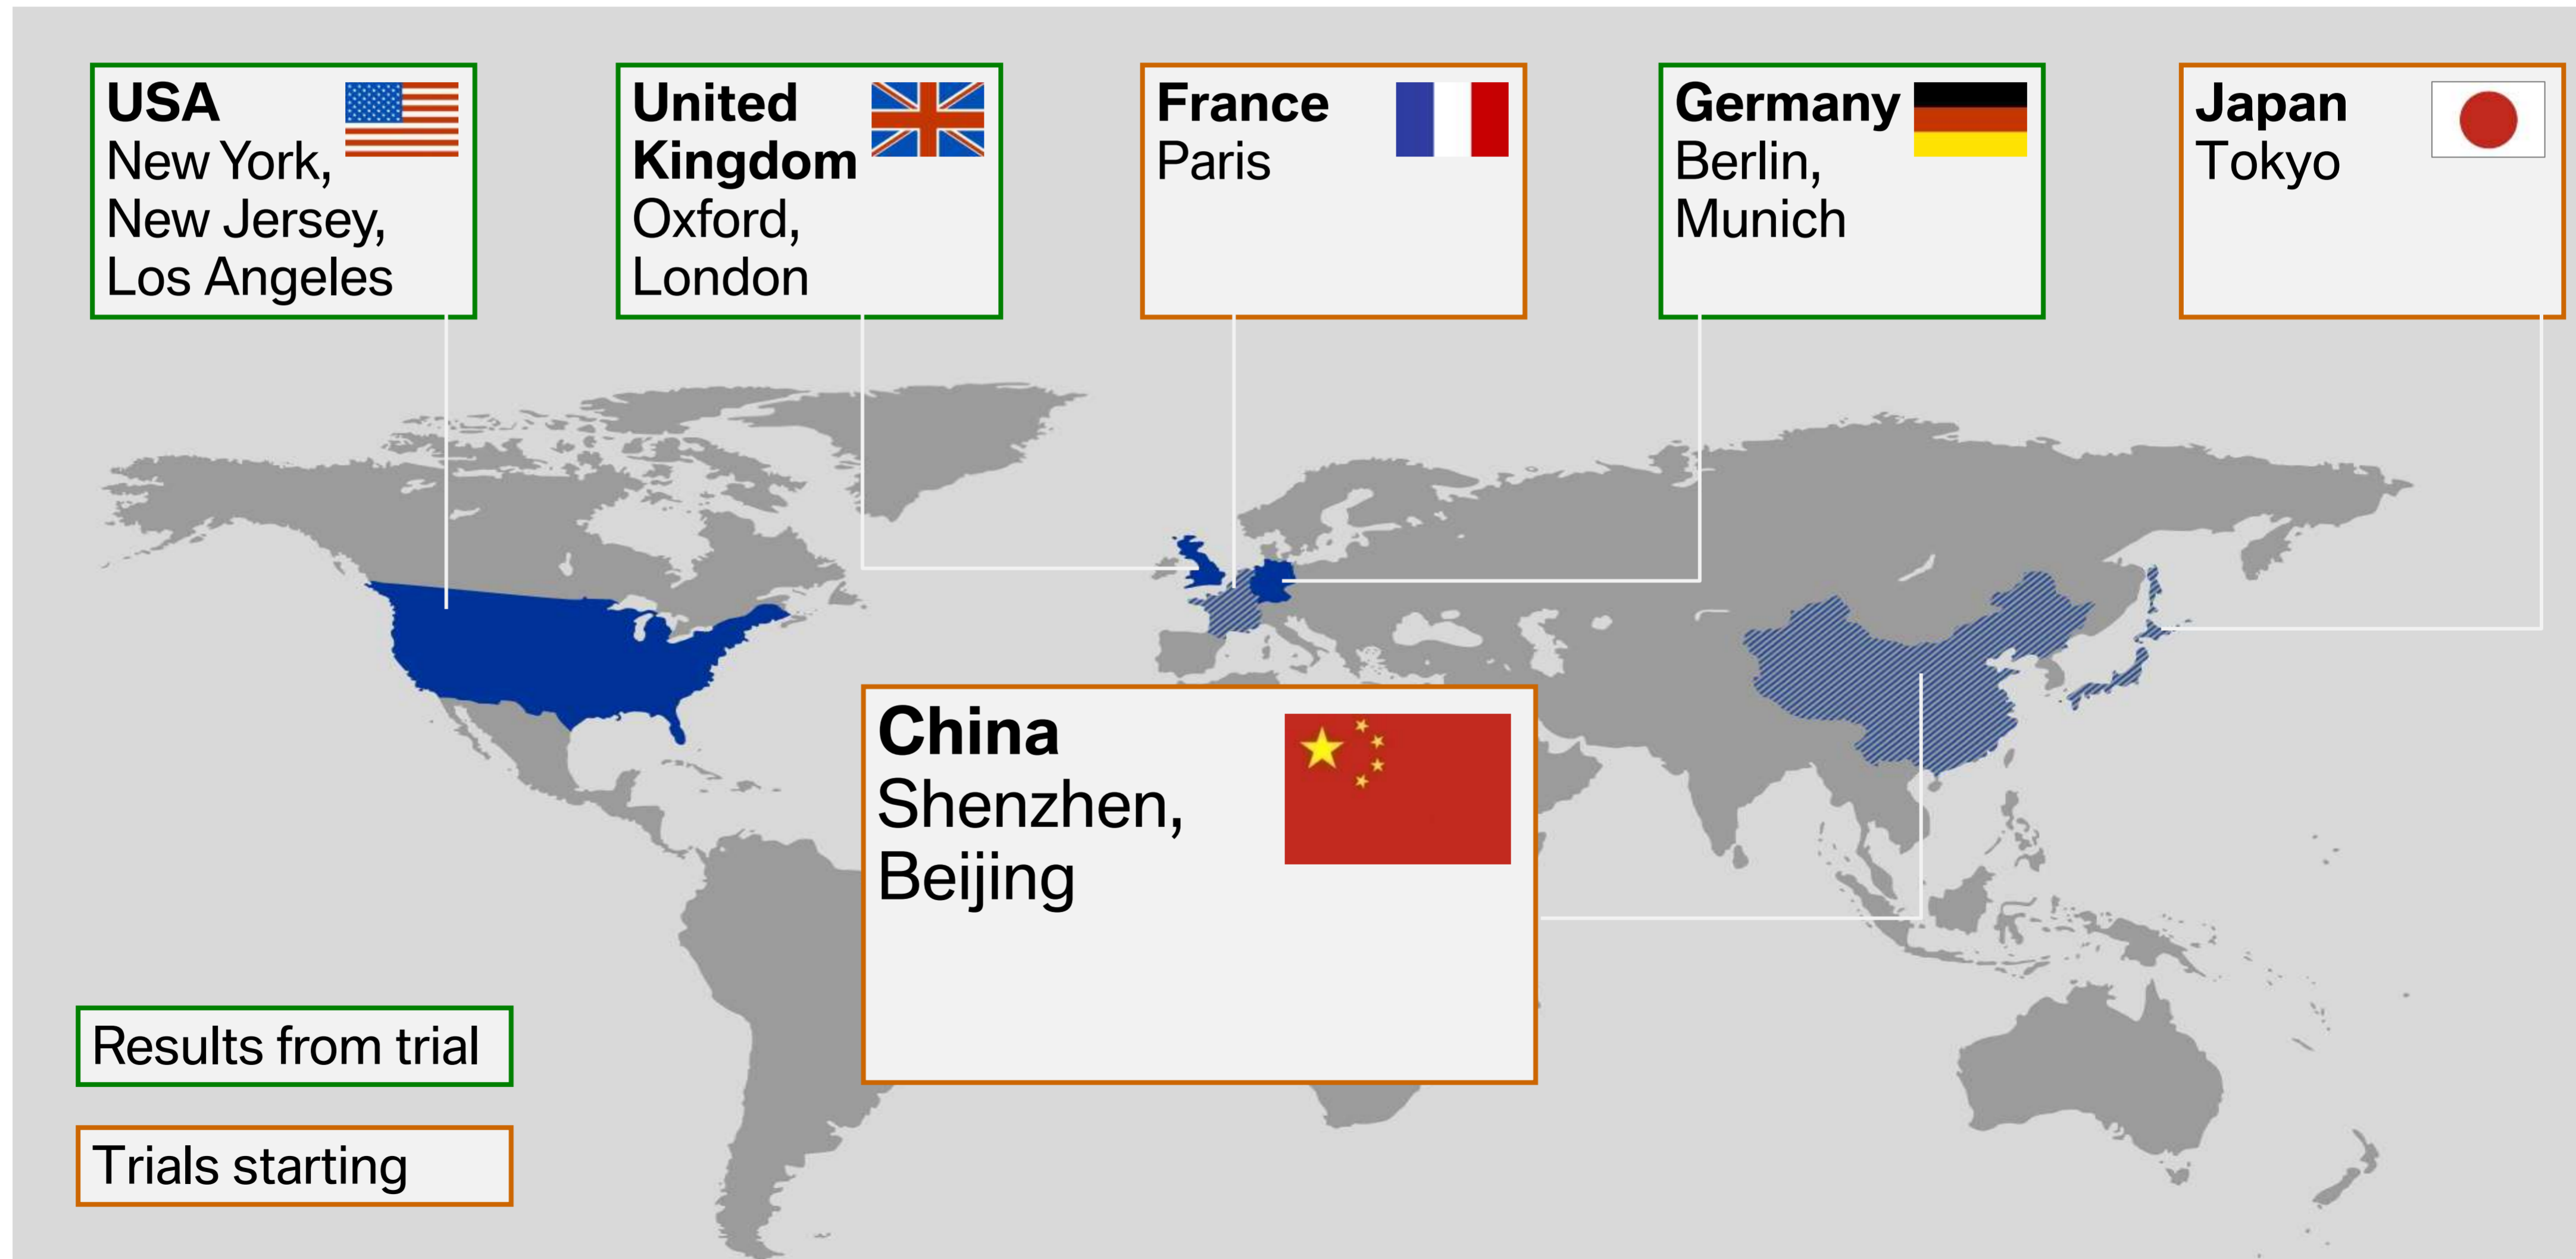 USA
New York,
New Jersey,
Los Angeles
United
Kingdom
Oxford,
London
France
Paris
Germany
Berlin,
Munich
Japan
Tokyo
China
Shenzhen,
Beijing
Results from trial
Trials starting